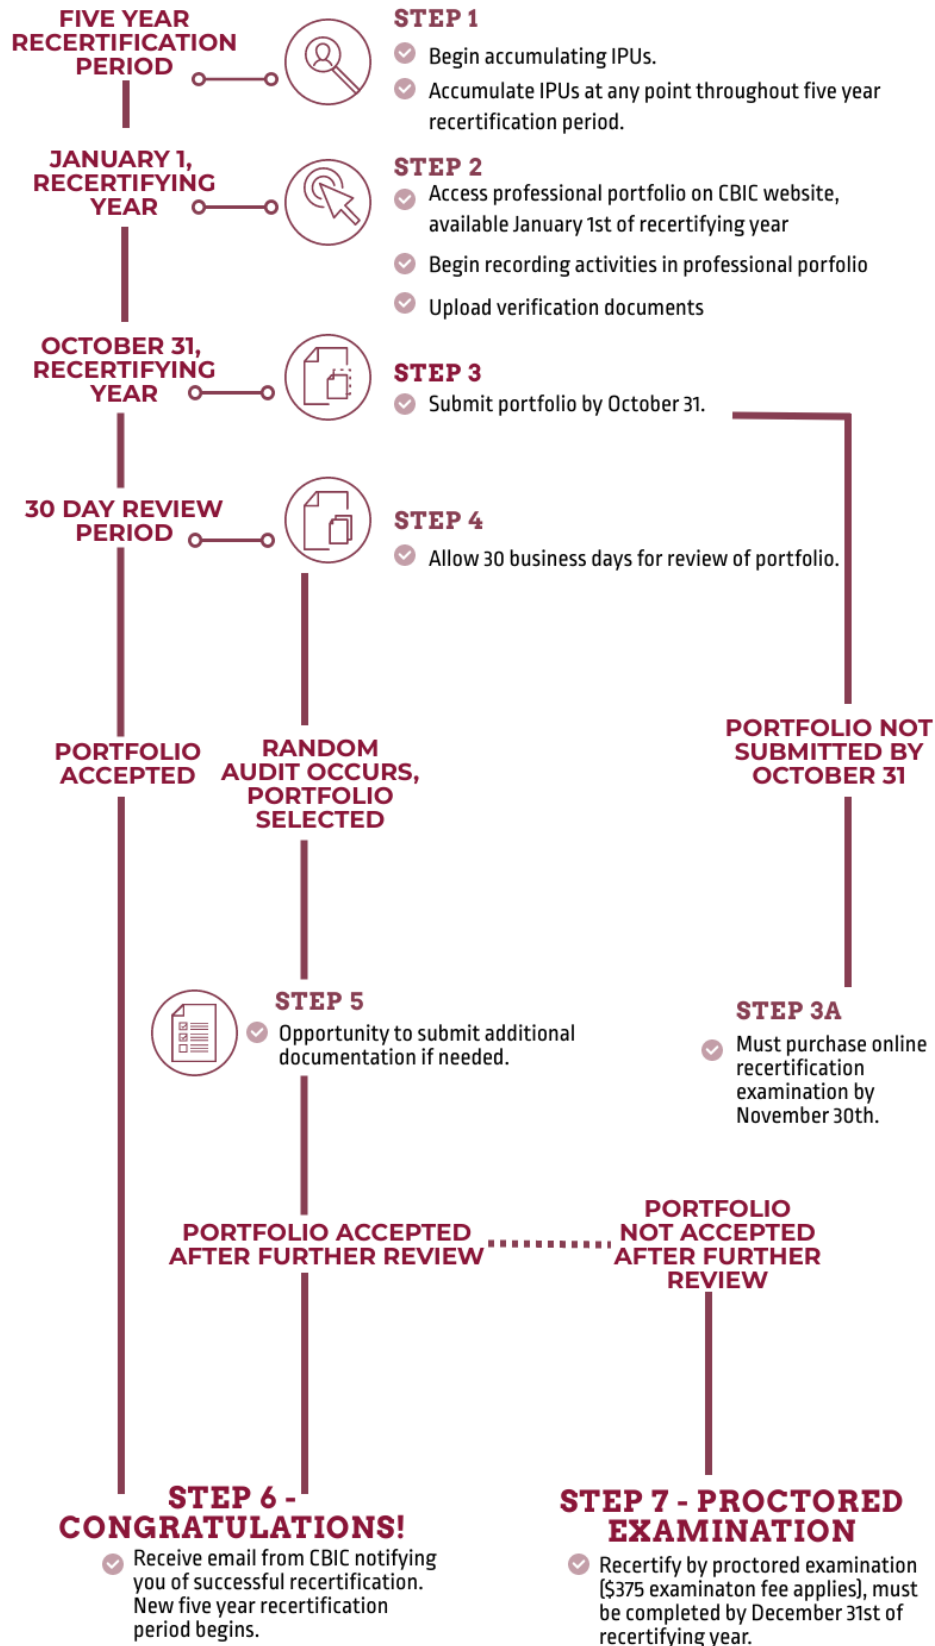 FIVE YEAR
RECERTIFICATION
PERIOD
STEP 1
Begin accumulating IPUs.
Accumulate IPUs at any point throughout five year
recertification period.
JANUARY 1,
RECERTIFYING
YEAR
STEP 2
Access professional portfolio on CBIC website,
available January 1st of recertifying year
Begin recording activities in professional porfolio
Upload verification documents
OCTOBER 31,
RECERTIFYING
YEAR
STEP 3
Submit portfolio by October 31.
30 DAY REVIEW
PERIOD
STEP 4
Allow 30 business days for review of portfolio.
PORTFOLIO
ACCEPTED
RANDOM
AUDIT OCCURS,
PORTFOLIO
SELECTED
PORTFOLIO NOT
SUBMITTED BY
OCTOBER 31
STEP 5
Opportunity to submit additional
documentation if needed.
STEP 3A
Must purchase online
recertification
examination by
November 30th.
PORTFOLIO ACCEPTED
AFTER FURTHER REVIEW
PORTFOLIO
NOT ACCEPTED
AFTER FURTHER
REVIEW
STEP 6 -
CONGRATULATIONS!
Receive email from CBIC notifying
you of successful recertification.
New five year recertification
period begins.
STEP 7 - PROCTORED
EXAMINATION
Recertify by proctored examination
($375 examinaton fee applies), must
be completed by December 31st of
recertifying year.